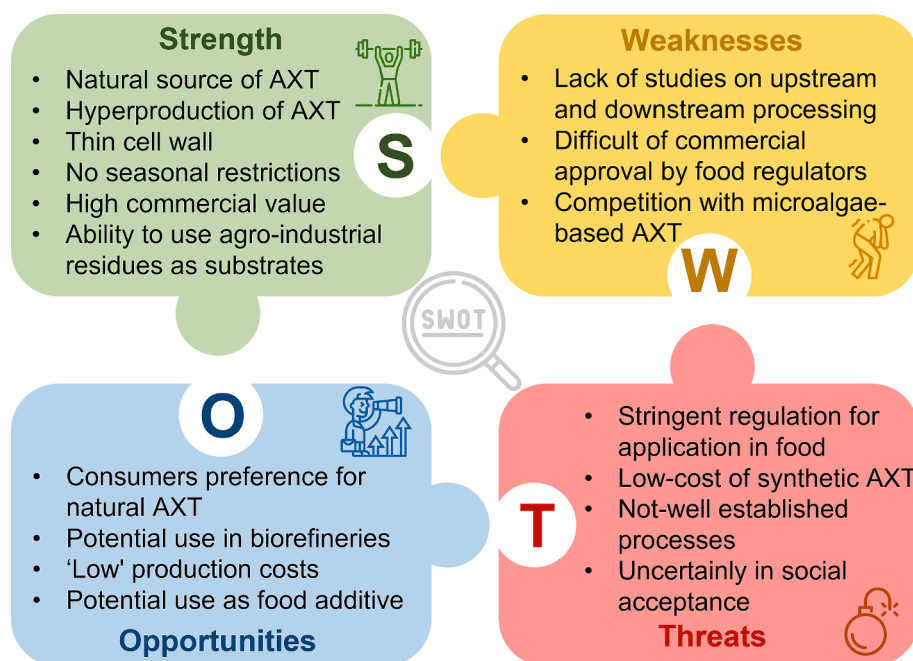 Strength
• Natural source of AXT
• Hyperproduction of AXT
• Thin cell wall
• No seasonal restrictions
• High commercial value
• Ability to use agro-industrial
residues as substrates
S
Weaknesses
• Lack of studies on upstream
and downstream processing
• Difficult of commercial
approval by food regulators
• Competition with microalgae-
based AXT
W
SWOT
O
• Consumers preference for
natural AXT
• Potential use in biorefineries
• ‘Low' production costs
• Potential use as food additive
Opportunities
T
• Stringent regulation for
application in food
• Low-cost of synthetic AXT
• Not-well established
processes
• Uncertainly in social
acceptance
Threats